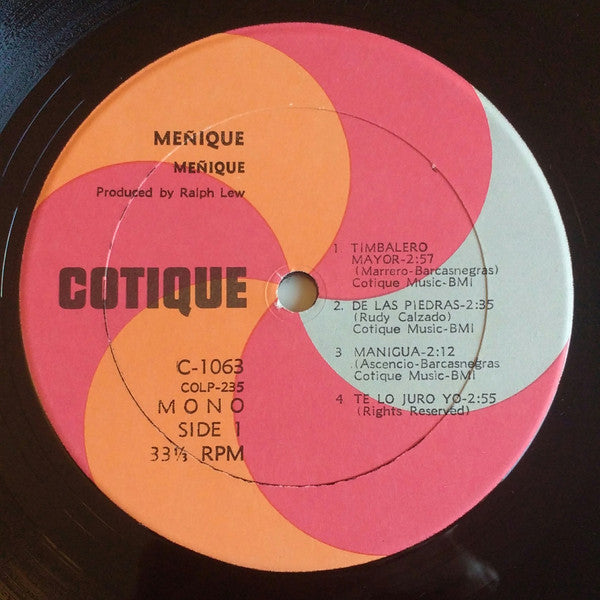 MEÑIQUE
MEÑIQUE
Produced by Ralph Lew
COTIQUE
C-1063
COLP-235
MONO
SIDE 1
33⅓ RPM
1 TIMBALERO
MAYOR-2:57
(Marrero-Barcasnegras)
Cotique Music-BMI
2. DE LAS PIEDRAS-2:35
(Rudy Calzado)
Cotique Music-BMI
3 MANIGUA-2:12
(Ascencio-Barcasnegras
Cotique Music-BMI
4 TE LO JURO YO-2:55
(Rights Reserved)